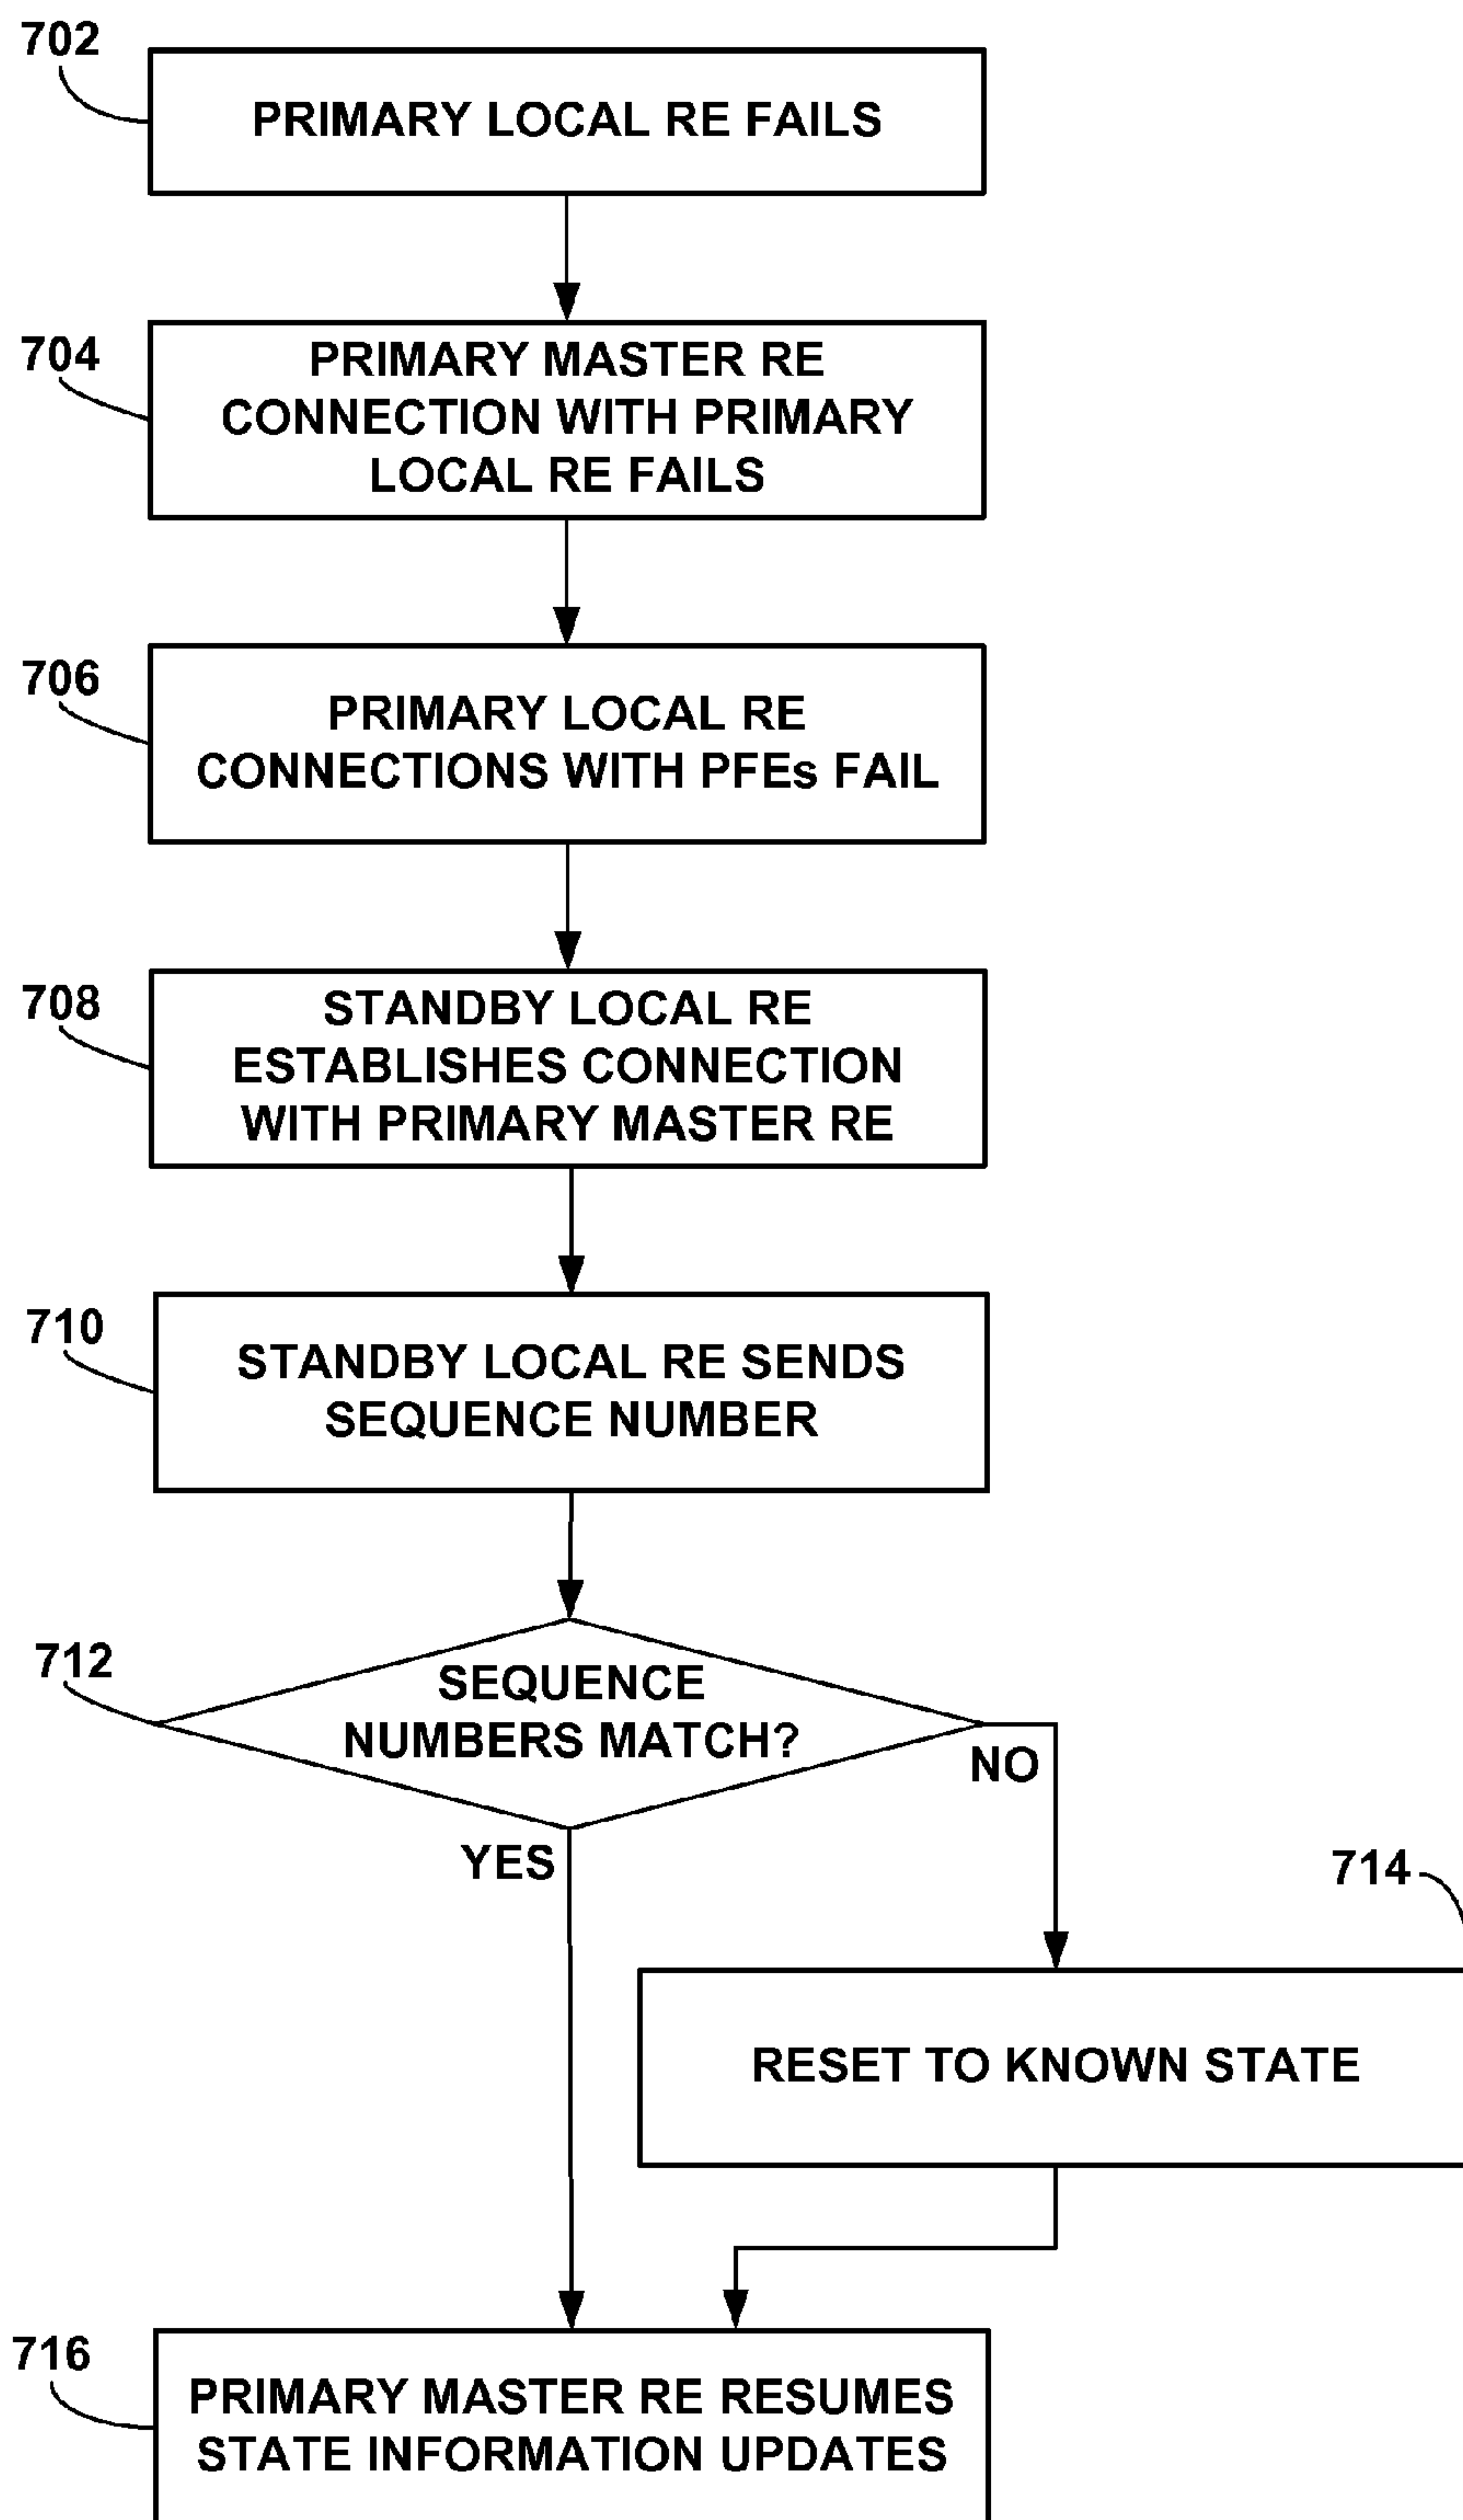 702
PRIMARY LOCAL RE FAILS
704
PRIMARY MASTER RE
CONNECTION WITH PRIMARY
LOCAL RE FAILS
706
PRIMARY LOCAL RE
CONNECTIONS WITH PFEs FAIL
708
STANDBY LOCAL RE
ESTABLISHES CONNECTION
WITH PRIMARY MASTER RE
710
STANDBY LOCAL RE SENDS
SEQUENCE NUMBER
712
SEQUENCE
NUMBERS MATCH?
NO
YES
714
RESET TO KNOWN STATE
716
PRIMARY MASTER RE RESUMES
STATE INFORMATION UPDATES